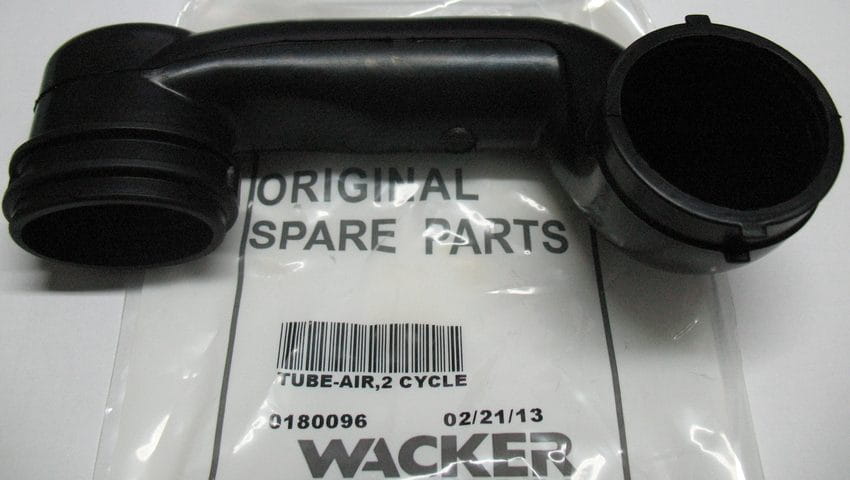 ORIGINAL
SPARE PARTS
TUBE-AIR,2 CYCLE
0180096 02/21/13
WACKER